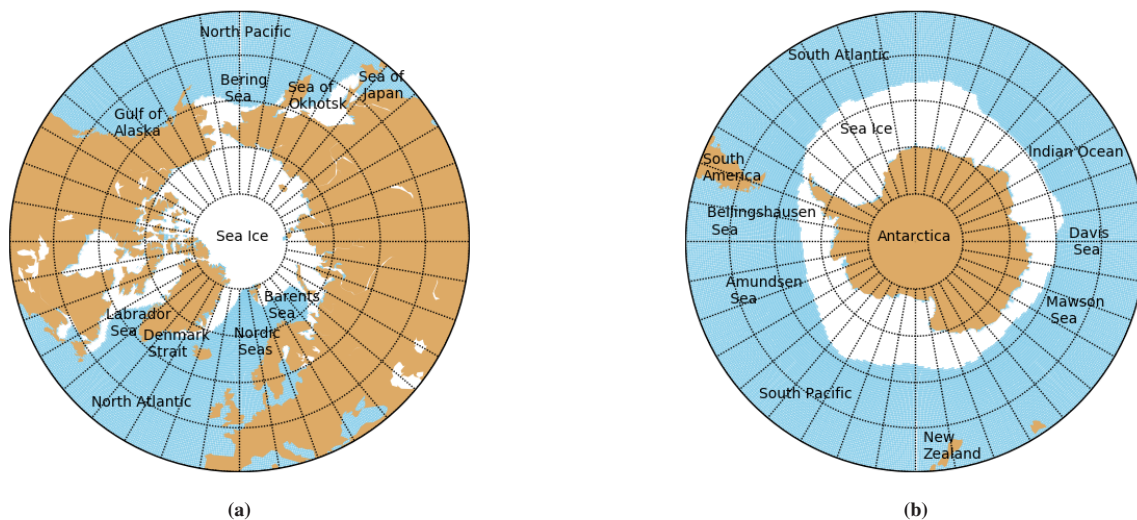 North Pacific
Bering
Sea
Sea of
Okhotsk
Sea of
Japan
Gulf of
Alaska
Sea Ice
Barents
Sea
Labrador
Sea
Denmark
Strait
Nordic
Seas
North Atlantic
(a)
South Atlantic
Sea Ice
Indian Ocean
South
America
Bellingshausen
Sea
Antarctica
Davis
Sea
Amundsen
Sea
Mawson
Sea
South Pacific
New
Zealand
(b)